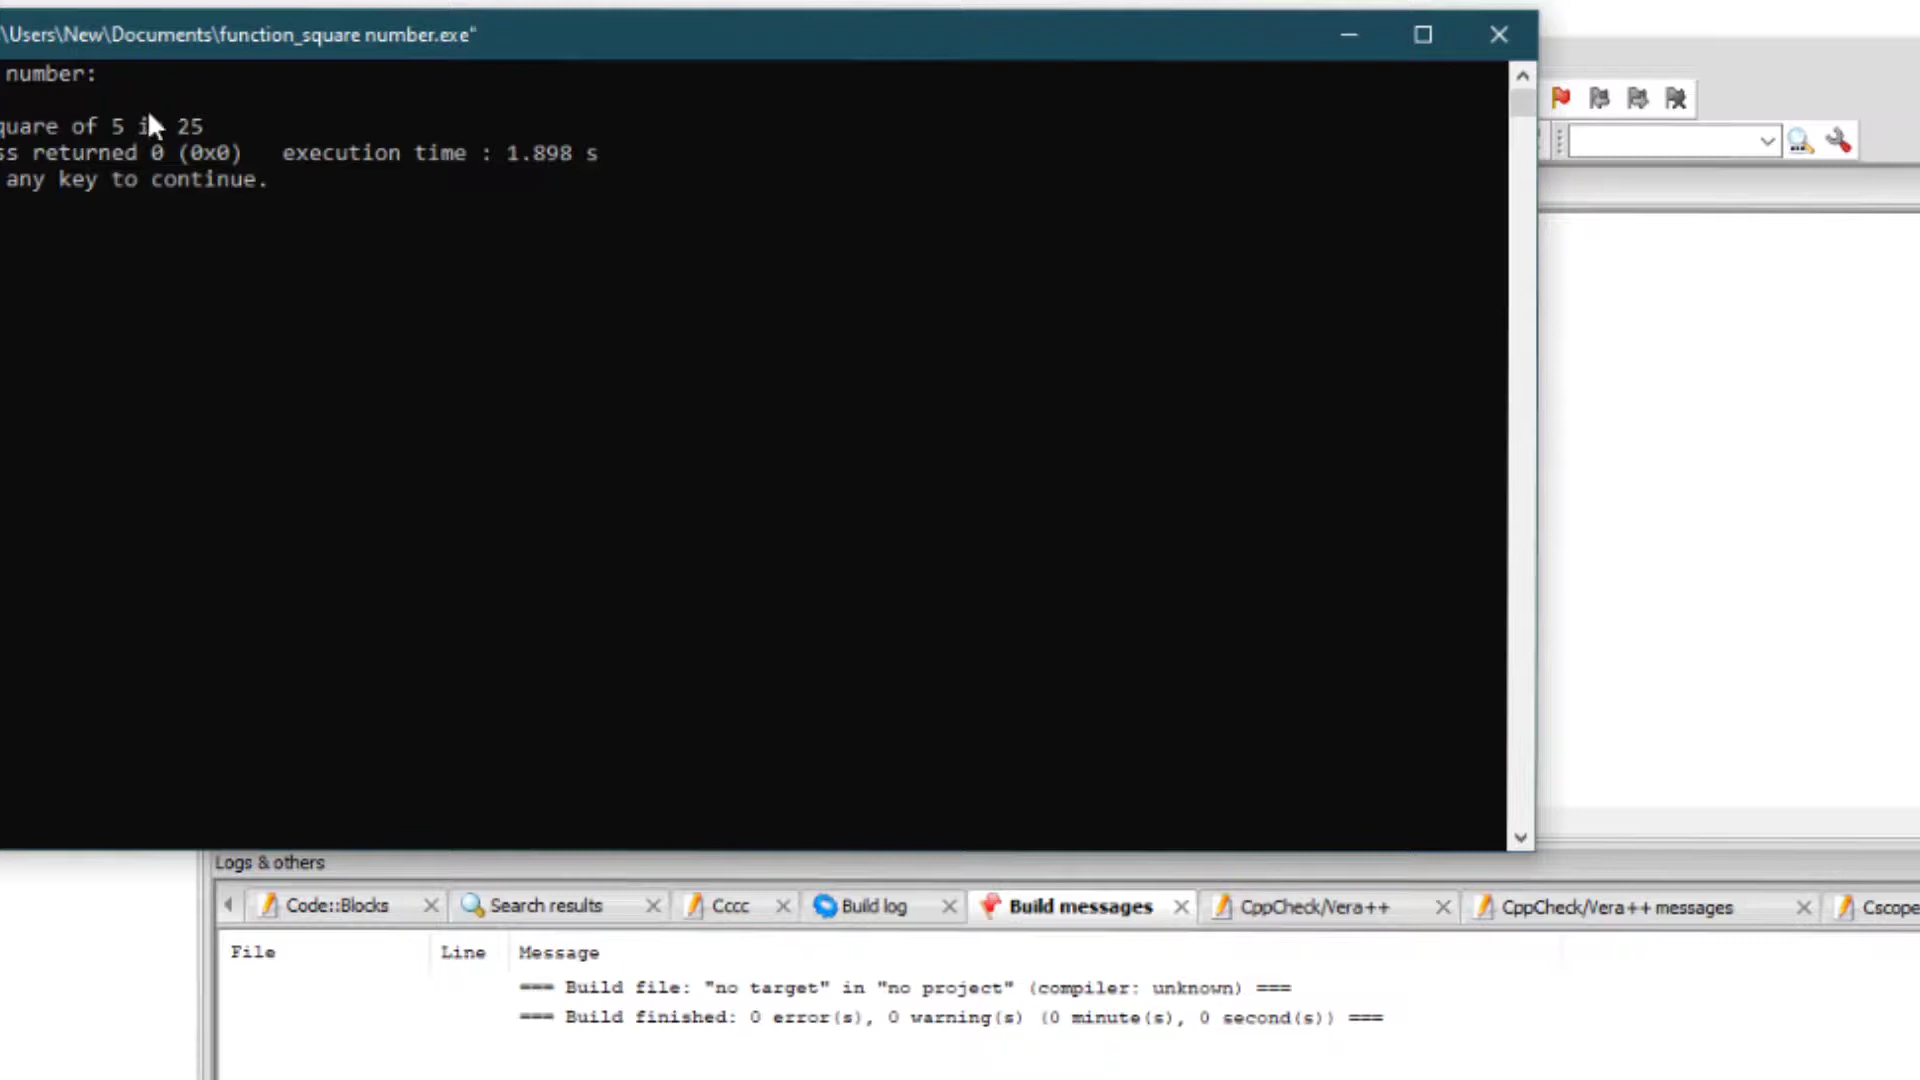 \Users\New\Documents\function_square number.exe"
number:
quare of 5 i 25
ss returned 0 (0x0)   execution time : 1.898 s
any key to continue.
Logs & others
Code::Blocks
Search results
Cccc
Build log
Build messages
CppCheck/Vera++
CppCheck/Vera++ messages
Cscope
File Line Message
=== Build file: "no target" in "no project" (compiler: unknown) ===
=== Build finished: 0 error(s), 0 warning(s) (0 minute(s), 0 second(s)) ===